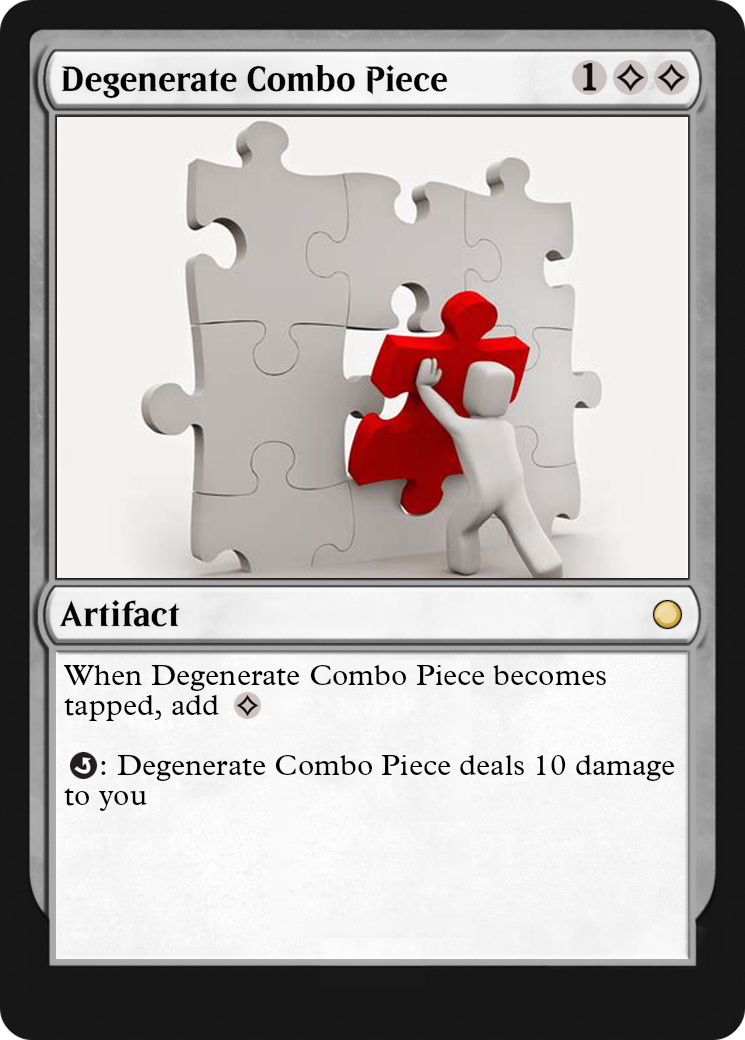 Degenerate Combo Piece 1
Artifact
When Degenerate Combo Piece becomes
tapped, add
: Degenerate Combo Piece deals 10 damage
to you